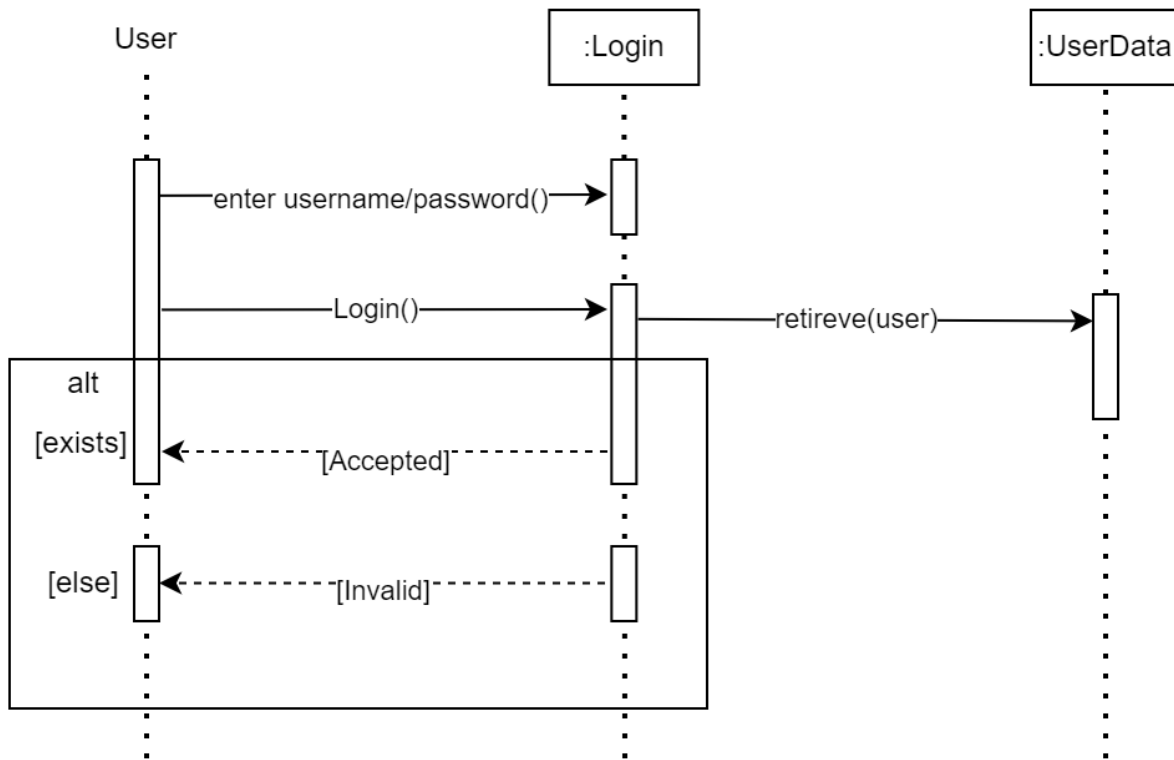 User
:Login
:UserData
enter username/password()
Login()
retireve(user)
alt
[exists]
[Accepted]
[else]
[Invalid]